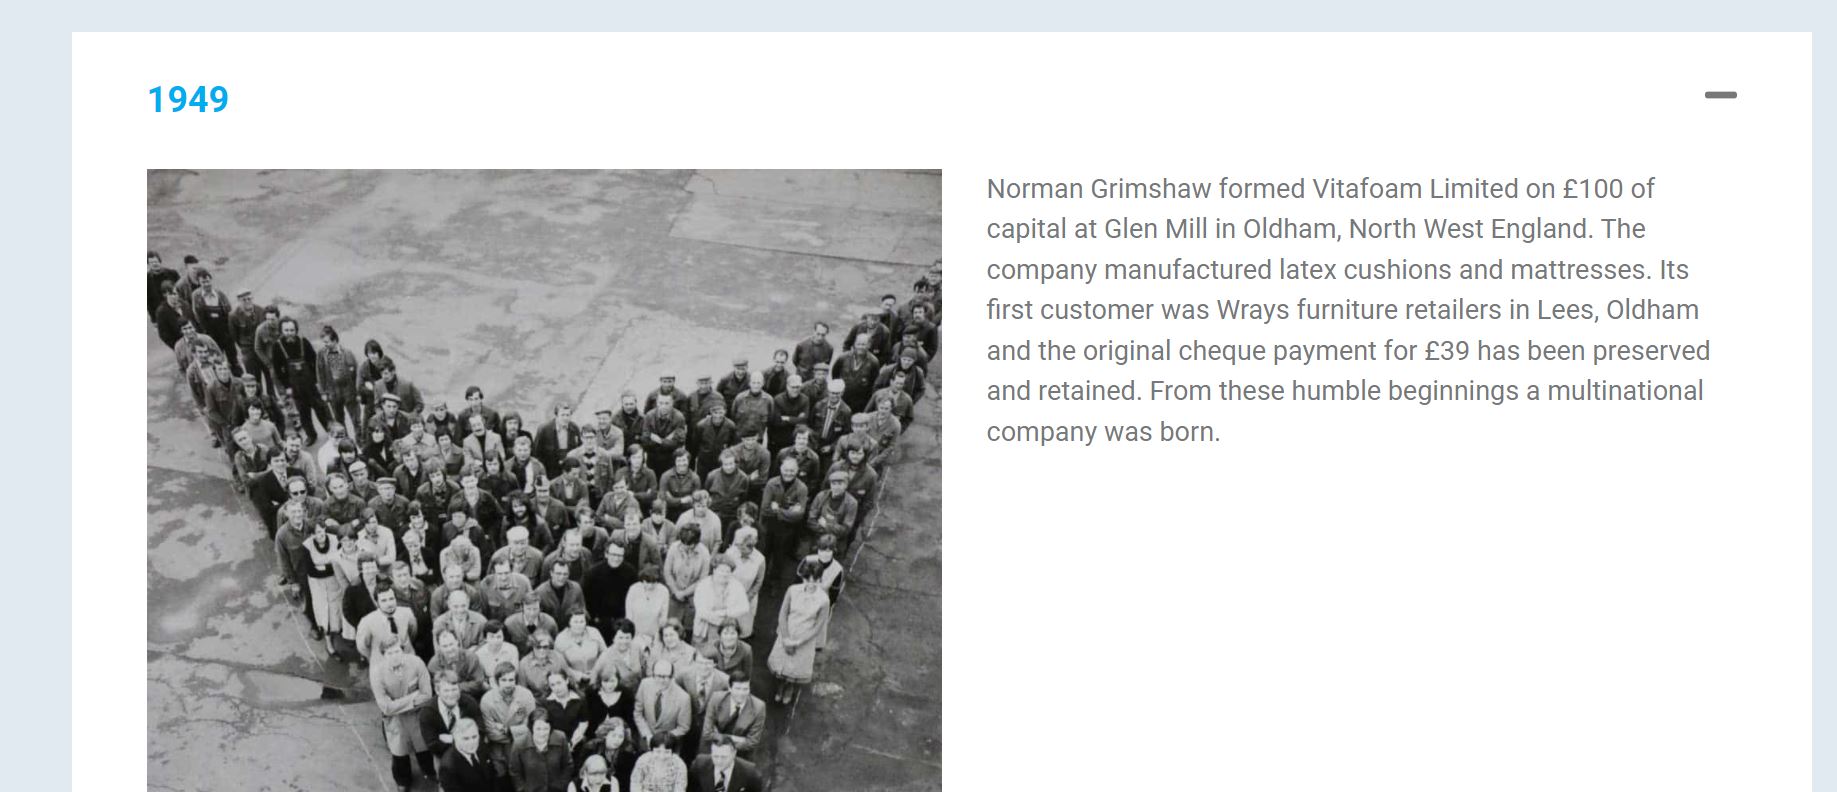 1949
Norman Grimshaw formed Vitafoam Limited on £100 of
capital at Glen Mill in Oldham, North West England. The
company manufactured latex cushions and mattresses. Its
first customer was Wrays furniture retailers in Lees, Oldham
and the original cheque payment for £39 has been preserved
and retained. From these humble beginnings a multinational
company was born.